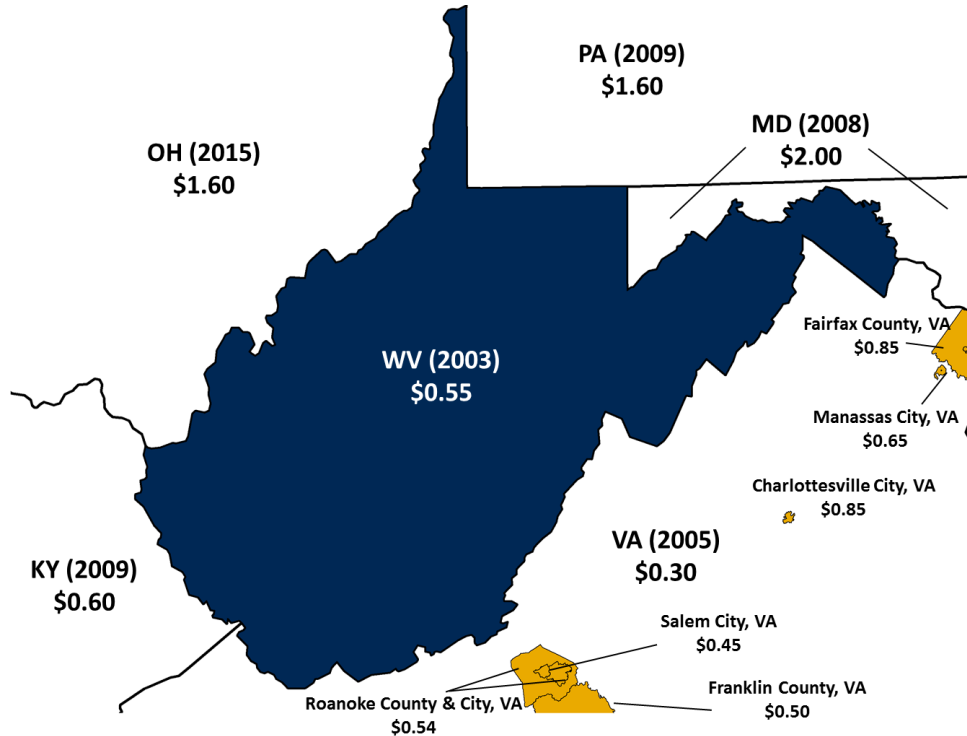 PA (2009)
$1.60
MD (2008)
$2.00
OH (2015)
$1.60
Fairfax County, VA
$0.85
WV (2003)
$0.55
Manassas City, VA
$0.65
Charlottesville City, VA
$0.85
VA (2005)
$0.30
KY (2009)
$0.60
Salem City, VA
$0.45
Roanoke County & City, VA
$0.54
Franklin County, VA
$0.50